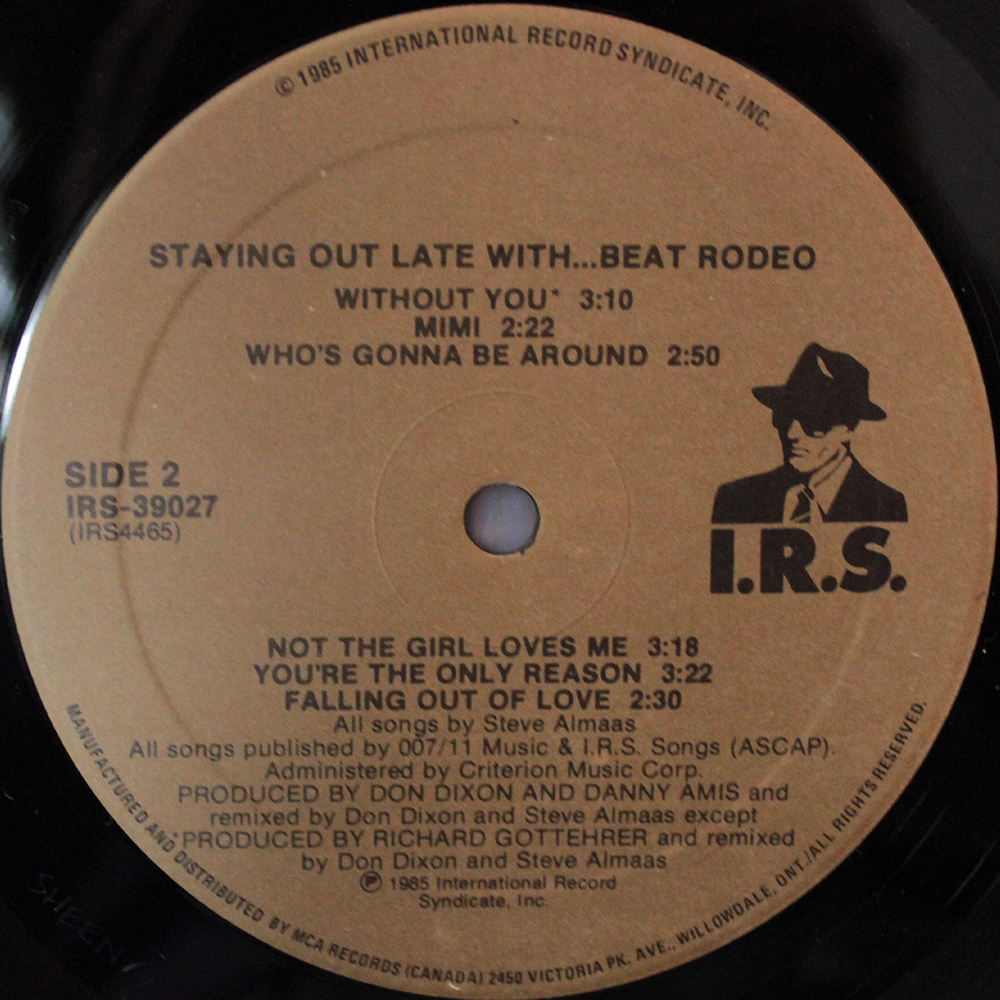 © 1985 INTERNATIONAL RECORD SYNDICATE, INC.
STAYING OUT LATE WITH...BEAT RODEO
WITHOUT YOU* 3:10
MIMI 2:22
WHO'S GONNA BE AROUND 2:50
SIDE 2
IRS-39027
(IRS4465)
I.R.S.
NOT THE GIRL LOVES ME 3:18
YOU'RE THE ONLY REASON 3:22
FALLING OUT OF LOVE 2:30
All songs by Steve Almaas
All songs published by 007/11 Music & I.R.S. Songs (ASCAP).
Administered by Criterion Music Corp.
PRODUCED BY DON DIXON AND DANNY AMIS and
remixed by Don Dixon and Steve Almaas except
*PRODUCED BY RICHARD GOTTEHRER and remixed
by Don Dixon and Steve Almaas
℗ 1985 International Record
Syndicate, Inc.
MANUFACTURED AND DISTRIBUTED BY MCA RECORDS (CANADA) 2450 VICTORIA PK. AVE., WILLOWDALE, ONT./ALL RIGHTS RESERVED.